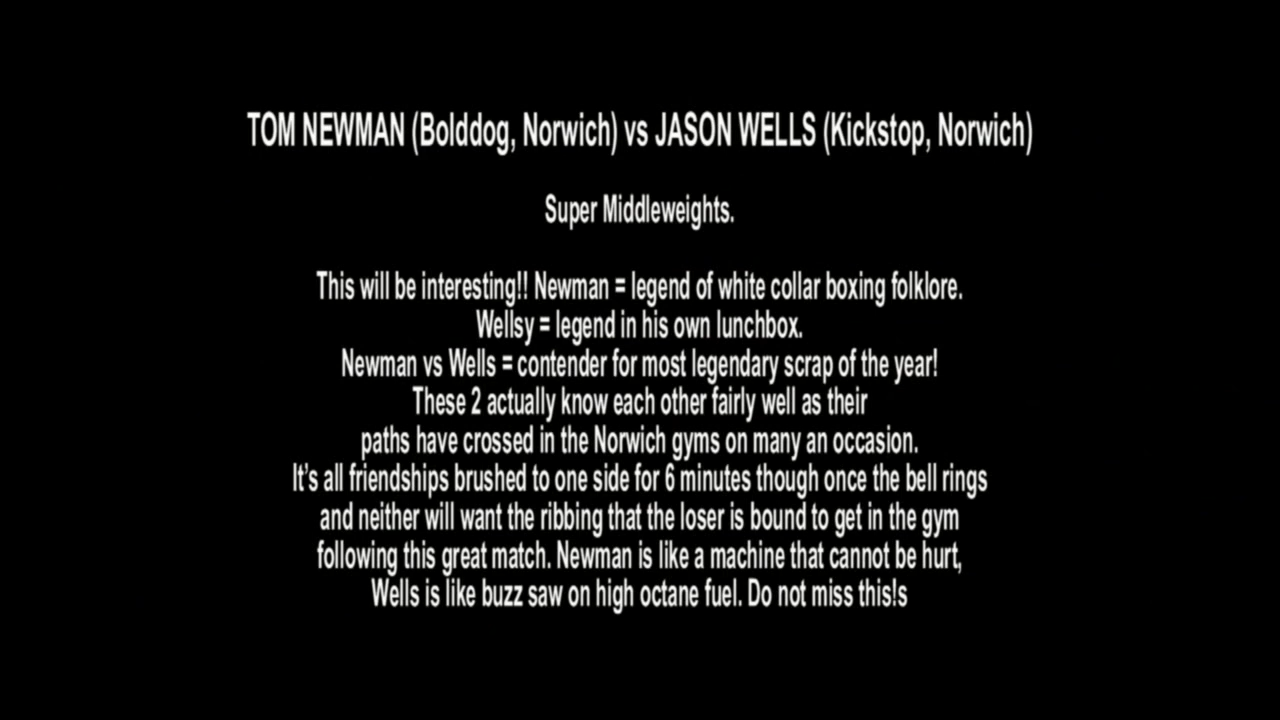 TOM NEWMAN (Bolddog, Norwich) vs JASON WELLS (Kickstop, Norwich)
Super Middleweights.
This will be interesting!! Newman = legend of white collar boxing folklore.
Wellsy = legend in his own lunchbox.
Newman vs Wells = contender for most legendary scrap of the year!
These 2 actually know each other fairly well as their
paths have crossed in the Norwich gyms on many an occasion.
It's all friendships brushed to one side for 6 minutes though once the bell rings
and neither will want the ribbing that the loser is bound to get in the gym
following this great match. Newman is like a machine that cannot be hurt,
Wells is like buzz saw on high octane fuel. Do not miss this!s